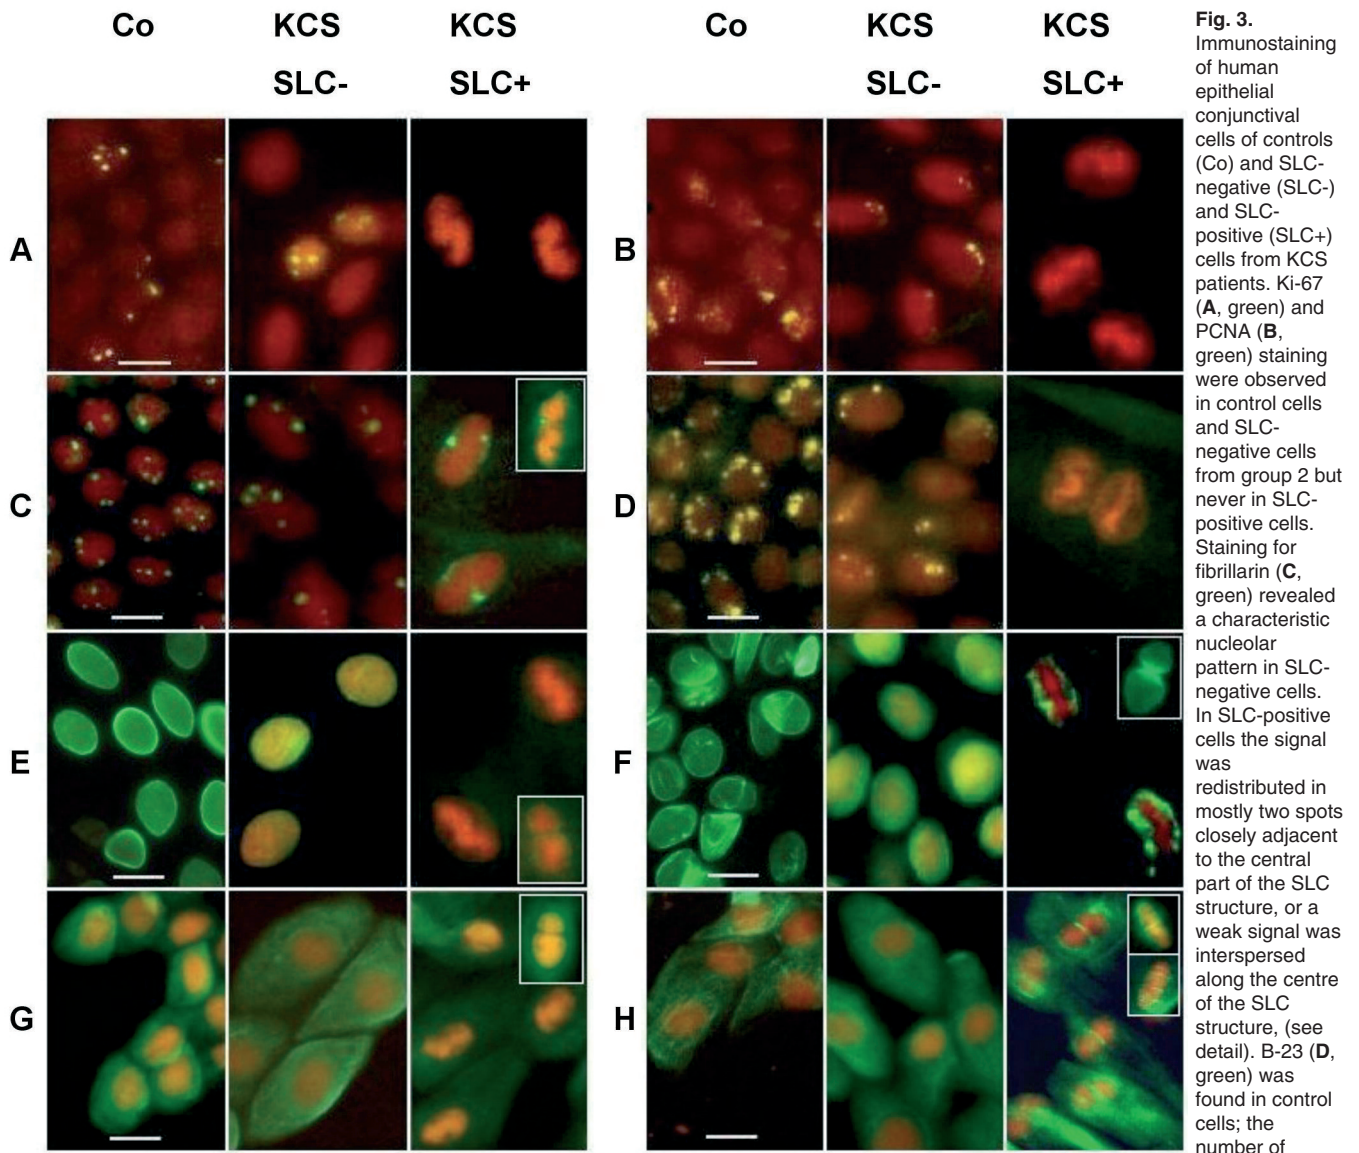 Co KCS KCS Co KCS KCS
SLC- SLC+ SLC- SLC+
A B
C D
E F
G H
Fig. 3.
Immunostaining
of human
epithelial
conjunctival
cells of controls
(Co) and SLC-
negative (SLC-)
and SLC-
positive (SLC+)
cells from KCS
patients. Ki-67
(A, green) and
PCNA (B,
green) staining
were observed
in control cells
and SLC-
negative cells
from group 2 but
never in SLC-
positive cells.
Staining for
fibrillarin (C,
green) revealed
a characteristic
nucleolar
pattern in SLC-
negative cells.
In SLC-positive
cells the signal
was
redistributed in
mostly two spots
closely adjacent
to the central
part of the SLC
structure, or a
weak signal was
interspersed
along the centre
of the SLC
structure, (see
detail). B-23 (D,
green) was
found in control
cells; the
number of